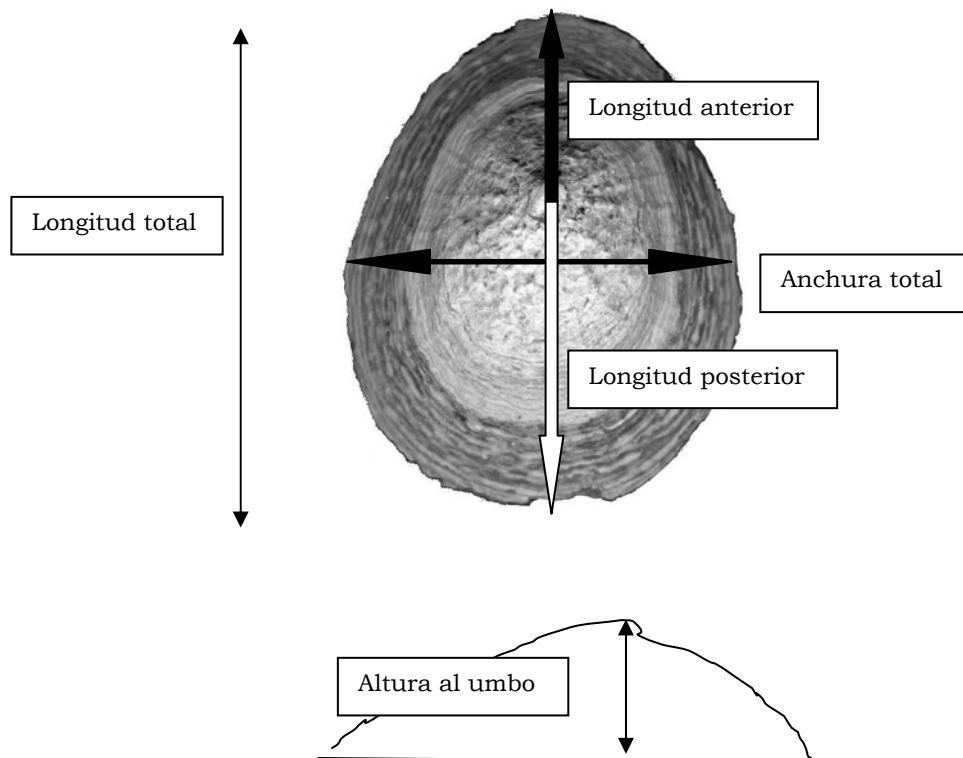 Longitud anterior
Longitud total
Anchura total
Longitud posterior
Altura al umbo